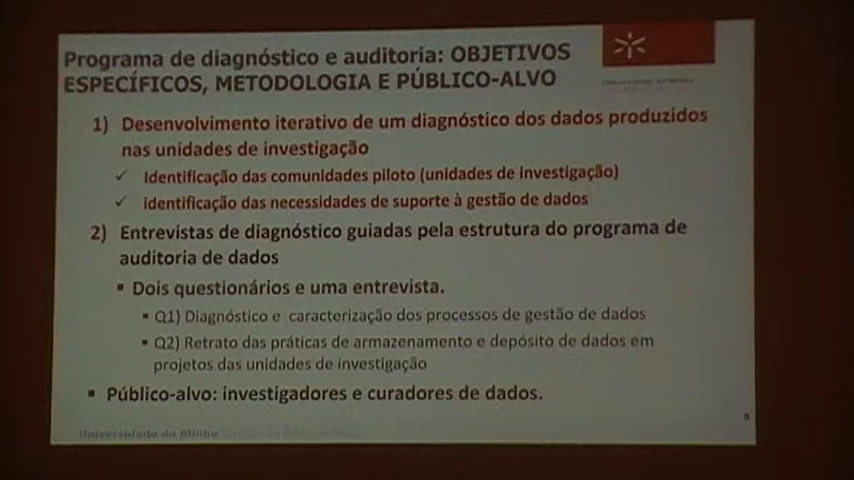 Programa de diagnóstico e auditoria: OBJETIVOS
ESPECÍFICOS, METODOLOGIA E PÚBLICO-ALVO
1) Desenvolvimento iterativo de um diagnóstico dos dados produzidos
nas unidades de investigação
✓ Identificação das comunidades piloto (unidades de investigação)
✓ identificação das necessidades de suporte à gestão de dados
2) Entrevistas de diagnóstico guiadas pela estrutura do programa de
auditoria de dados
▪ Dois questionários e uma entrevista.
▪ Q1) Diagnóstico e caracterização dos processos de gestão de dados
▪ Q2) Retrato das práticas de armazenamento e depósito de dados em
projetos das unidades de investigação
▪ Público-alvo: investigadores e curadores de dados.
8
Universidade do Minho